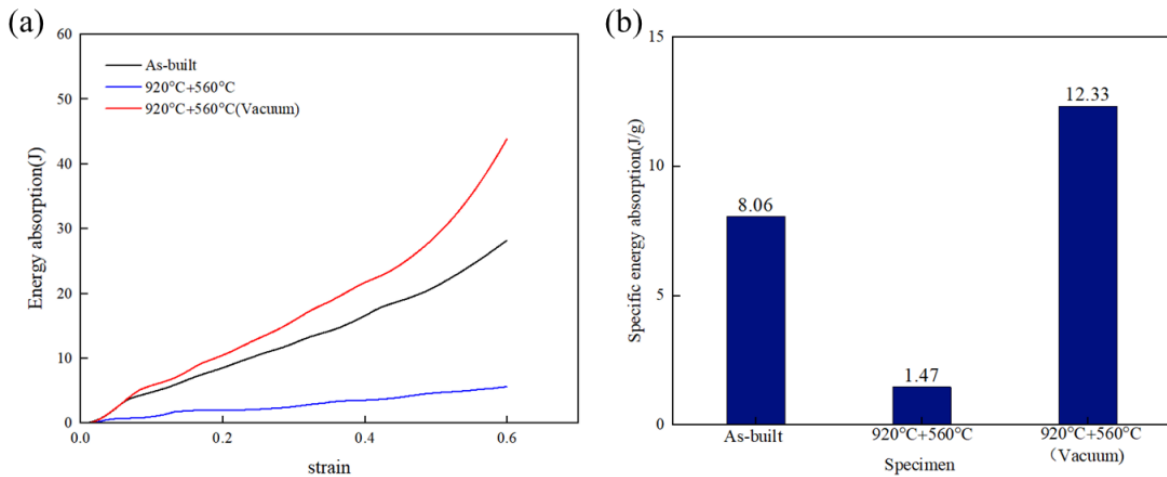 (a)
60
50
40
30
20
10
0
Energy absorption(J)
As-built
920°C+560°C
920°C+560°C(Vacuum)
0.0 0.2 0.4 0.6
strain
(b)
15
10
5
0
Specific energy absorption(J/g)
8.06
1.47
12.33
As-built 920°C+560°C 920°C+560°C
(Vacuum)
Specimen